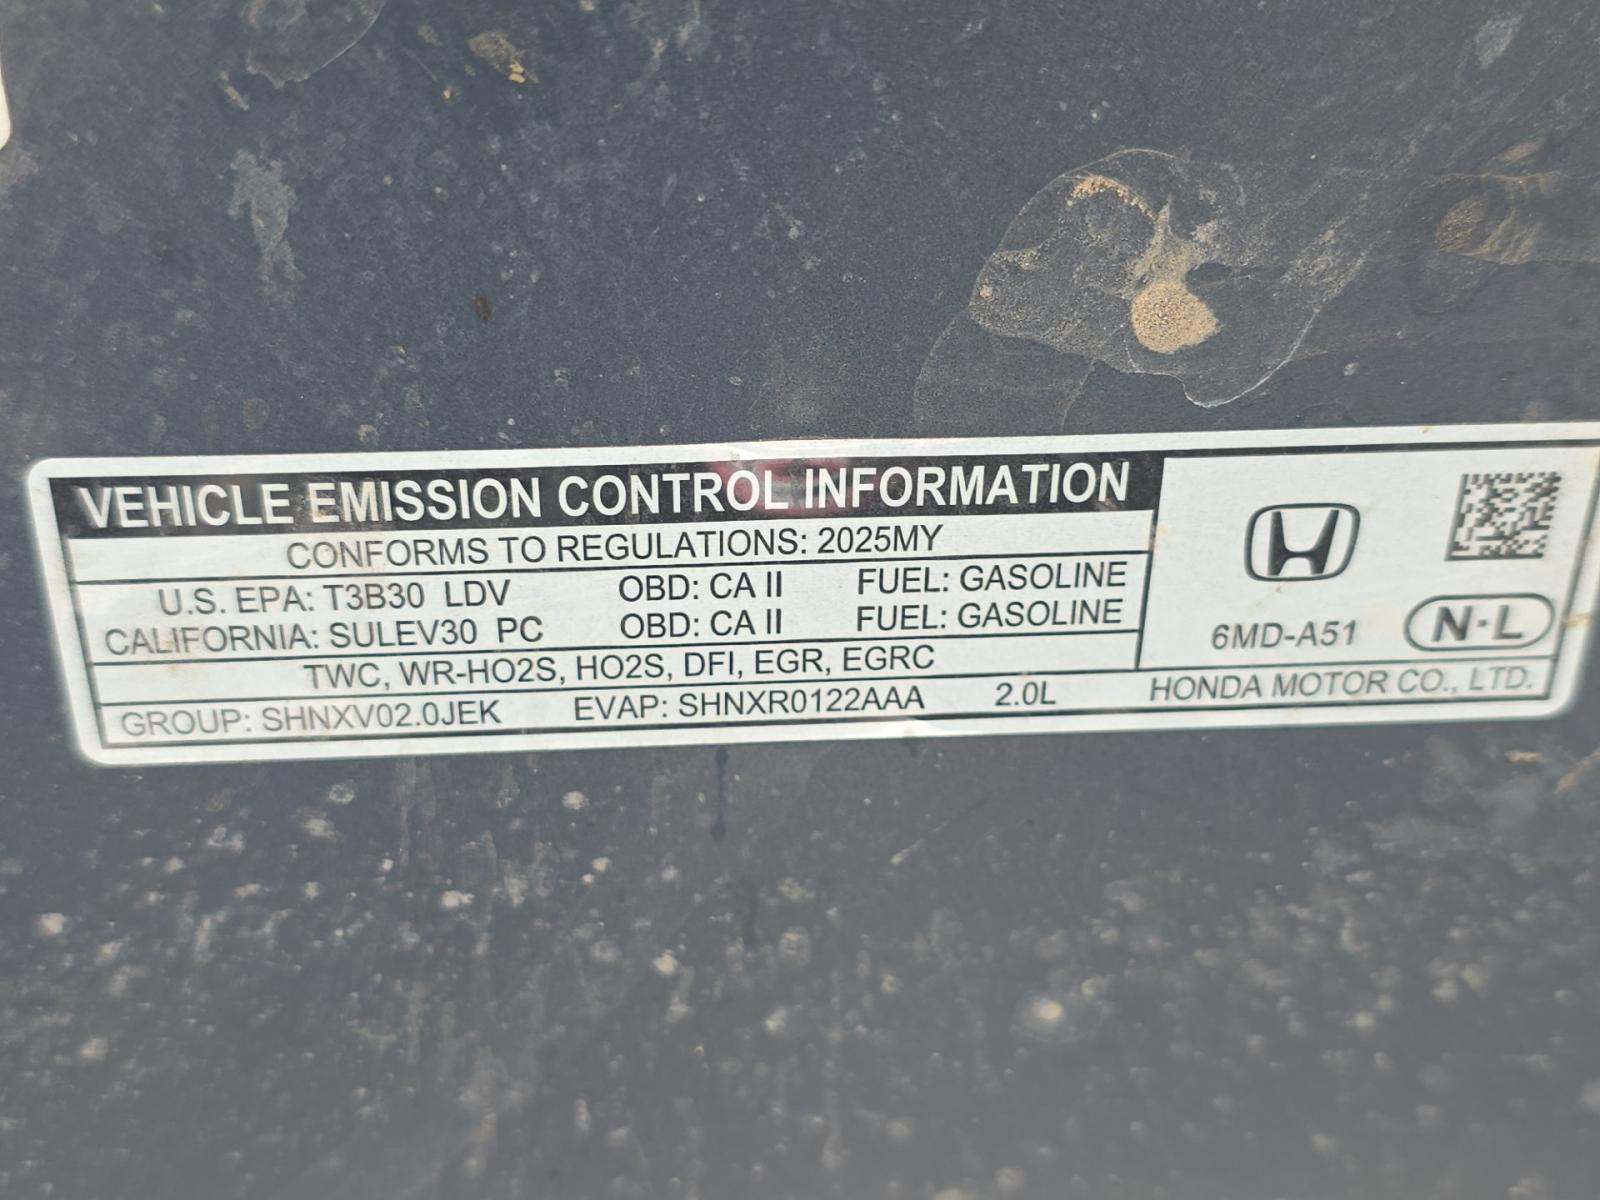 VEHICLE EMISSION CONTROL INFORMATION
CONFORMS TO REGULATIONS: 2025MY
U.S. EPA: T3B30 LDV OBD: CA II FUEL: GASOLINE
CALIFORNIA: SULEV30 PC OBD: CA II FUEL: GASOLINE
TWC, WR-HO2S, HO2S, DFI, EGR, EGRC
GROUP: SHNXV02.0JEK EVAP: SHNXR0122AAA 2.0L
6MD-A51 N·L
HONDA MOTOR CO., LTD.